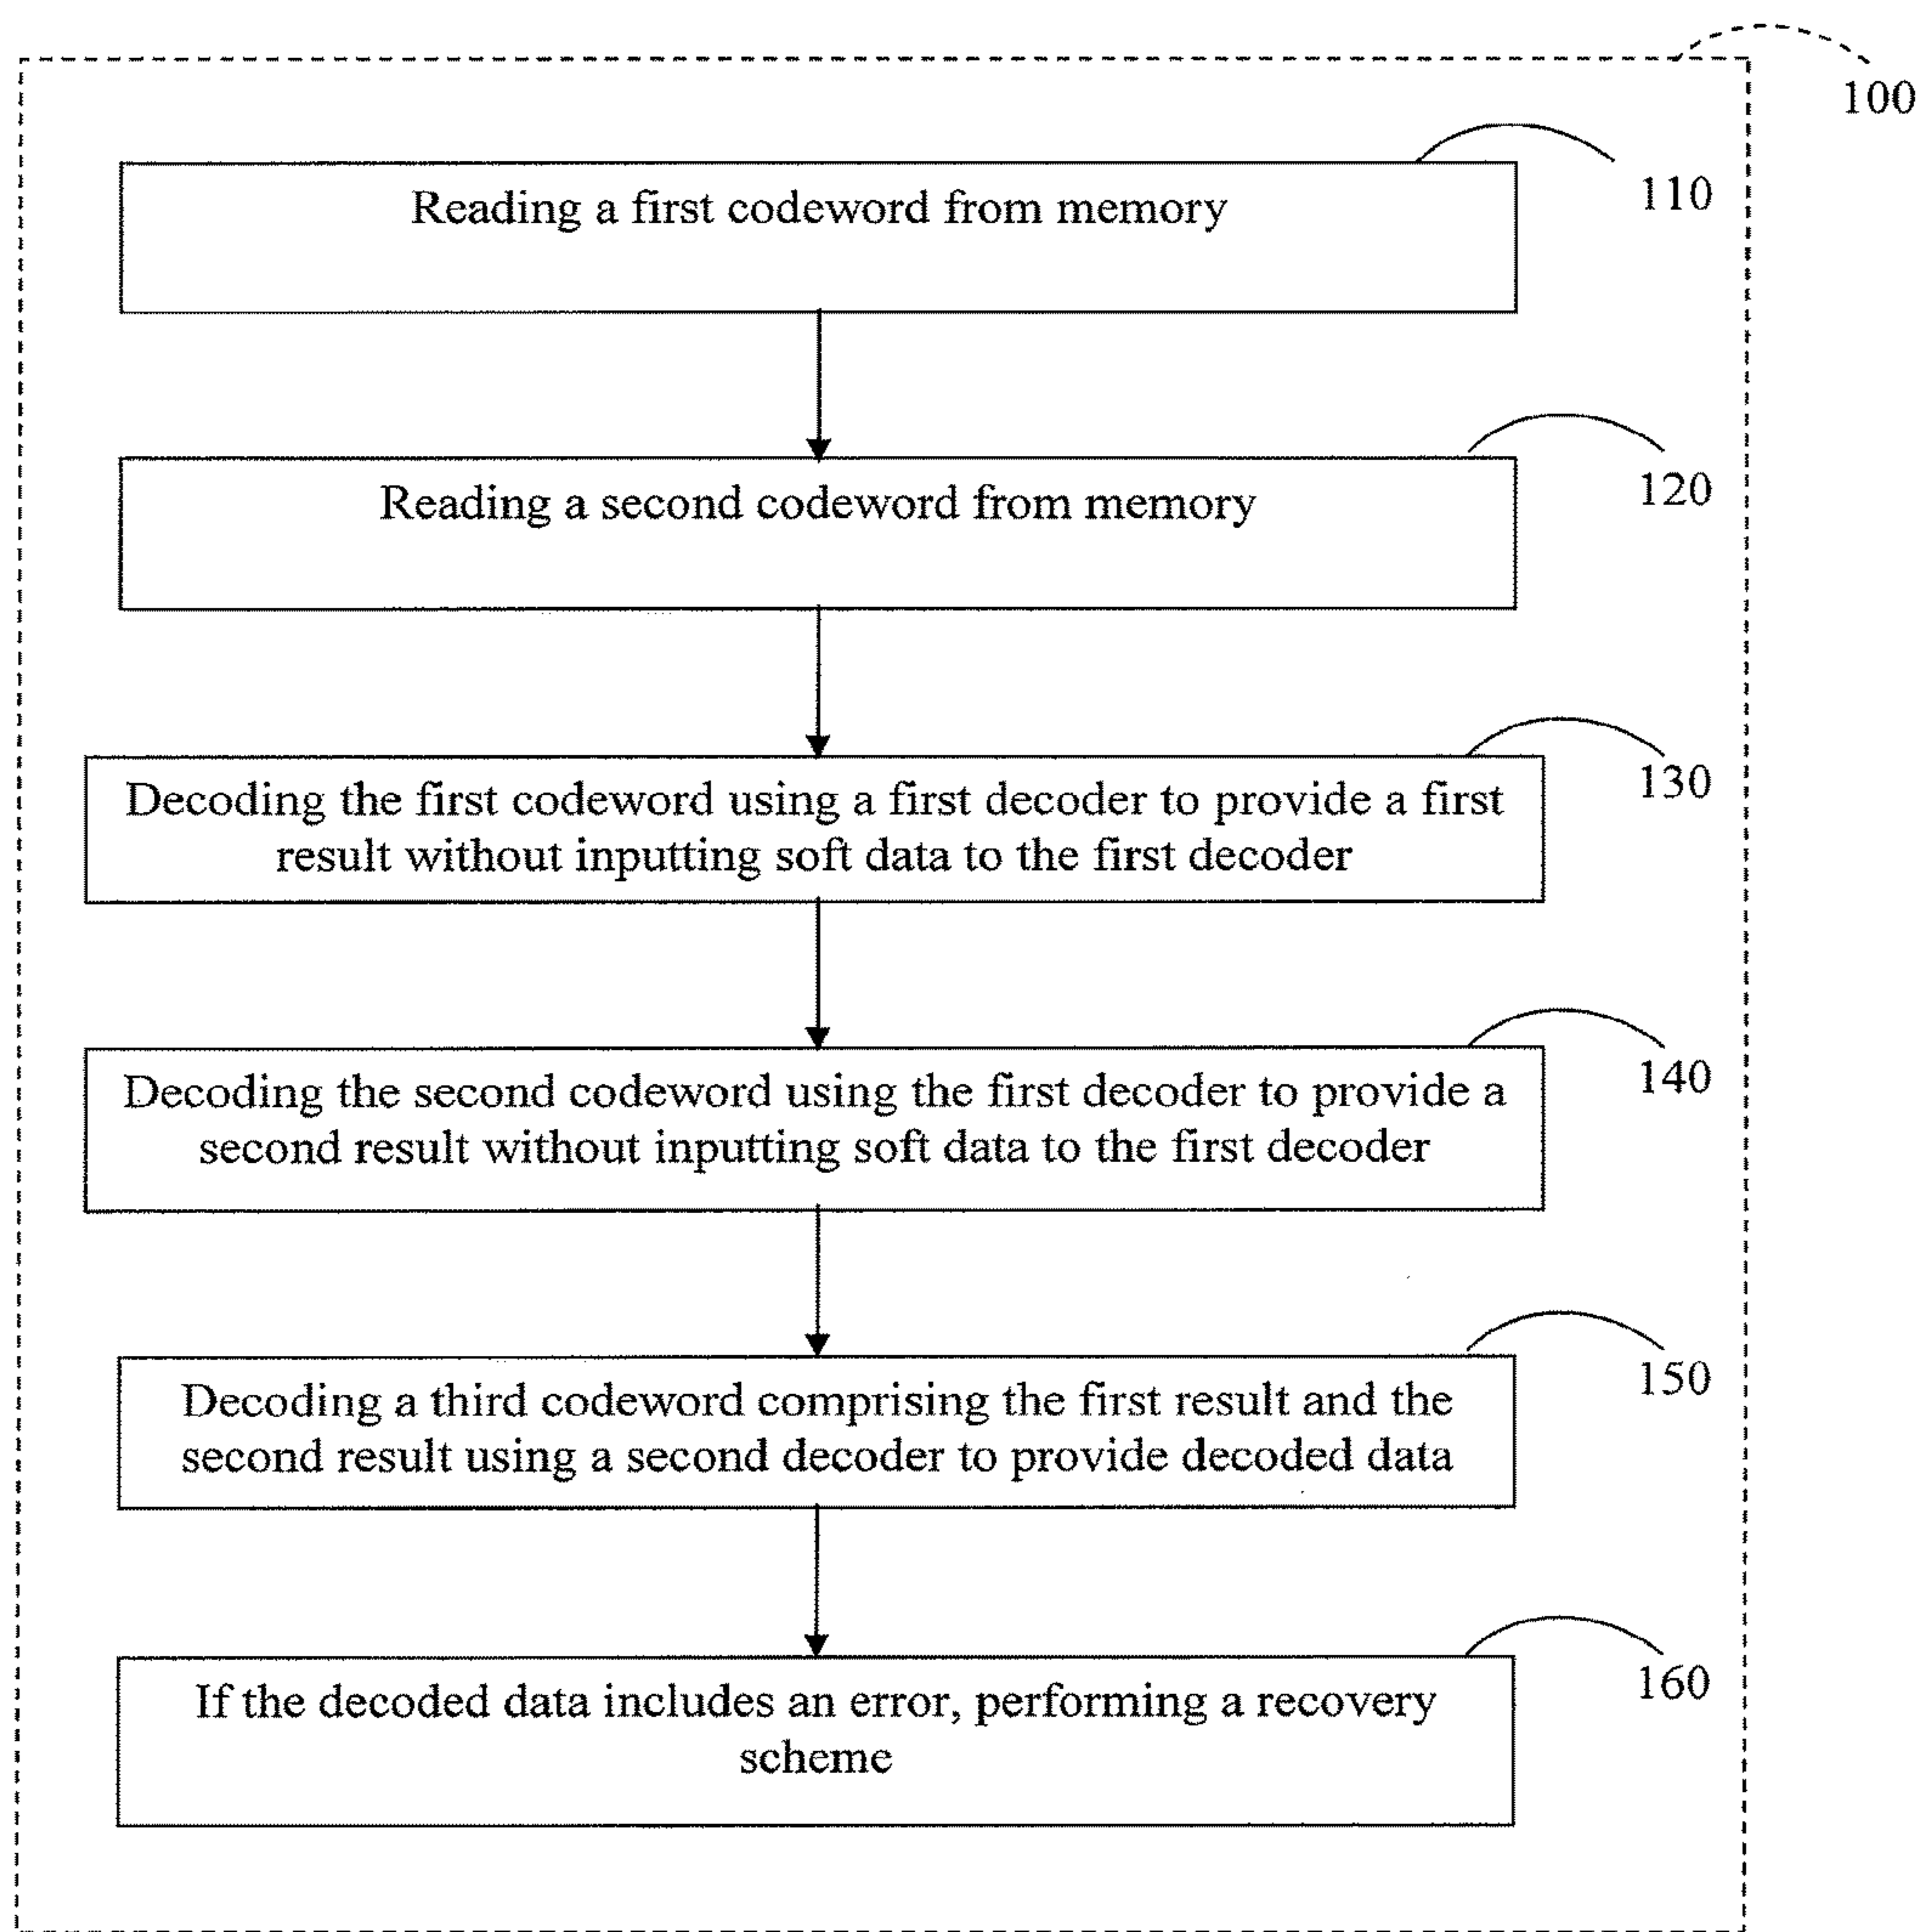 100
110
Reading a first codeword from memory
120
Reading a second codeword from memory
130
Decoding the first codeword using a first decoder to provide a first
result without inputting soft data to the first decoder
140
Decoding the second codeword using the first decoder to provide a
second result without inputting soft data to the first decoder
150
Decoding a third codeword comprising the first result and the
second result using a second decoder to provide decoded data
160
If the decoded data includes an error, performing a recovery
scheme